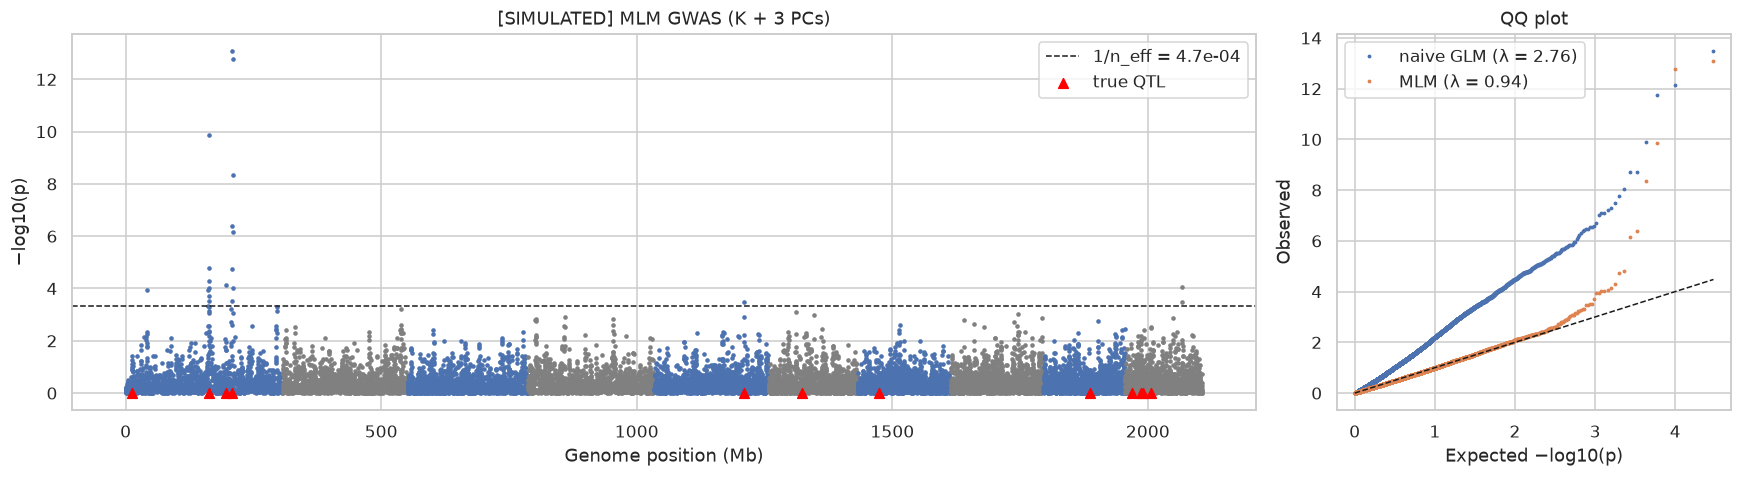 [SIMULATED] MLM GWAS (K + 3 PCs)
−log10(p)
12
10
8
6
4
2
0
1/n_eff = 4.7e-04
true QTL
0
500
1000
1500
2000
Genome position (Mb)
QQ plot
Observed
14
12
10
8
6
4
2
0
naive GLM (λ = 2.76)
MLM (λ = 0.94)
0
1
2
3
4
Expected −log10(p)